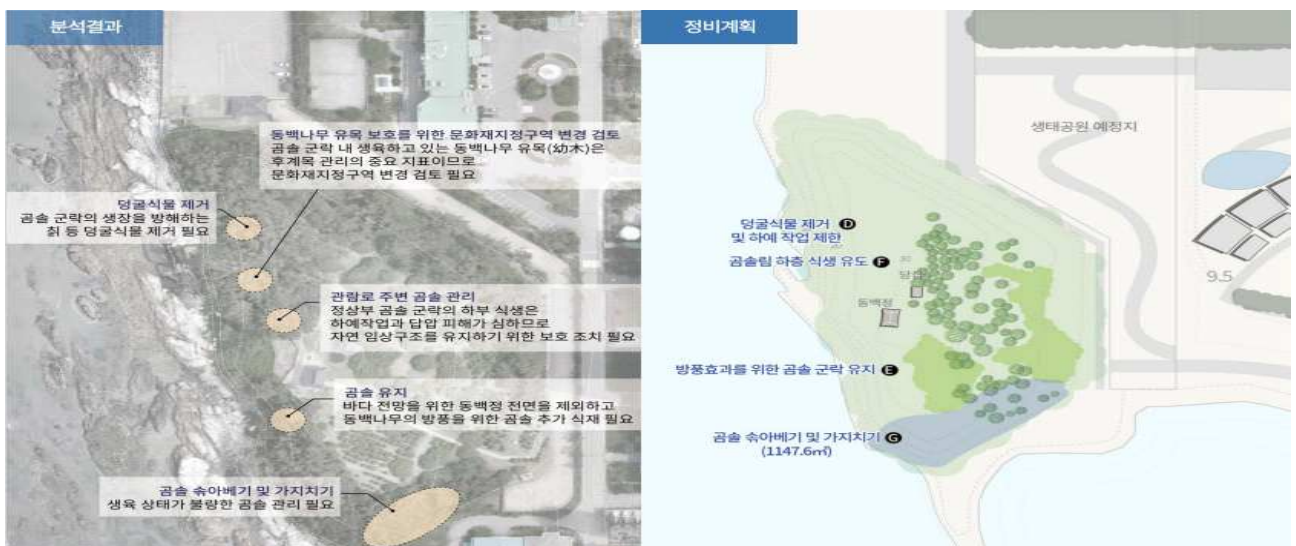 분석결과
동백나무 유목 보호를 위한 문화재지정구역 변경 검토
곰솔 군락 내 생육하고 있는 동백나무 유목(幼木)은
후계목 관리의 중요 지표이므로
문화재지정구역 변경 검토 필요
덩굴식물 제거
곰솔 군락의 생장을 방해하는
칡 등 덩굴식물 제거 필요
관람로 주변 곰솔 관리
정상부 곰솔 군락의 하부 식생은
하예작업과 답압 피해가 심하므로
자연 임상구조를 유지하기 위한 보호 조치 필요
곰솔 유지
바다 전망을 위한 동백정 전면을 제외하고
동백나무의 방풍을 위한 곰솔 추가 식재 필요
곰솔 솎아베기 및 가지치기
생육 상태가 불량한 곰솔 관리 필요
정비계획
생태공원 예정지
덩굴식물 제거 D
및 하예 작업 제한
곰솔림 하층 식생 유도 F
동백정
9.5
방풍효과를 위한 곰솔 군락 유지 E
곰솔 솎아베기 및 가지치기 G
(1147.6㎡)